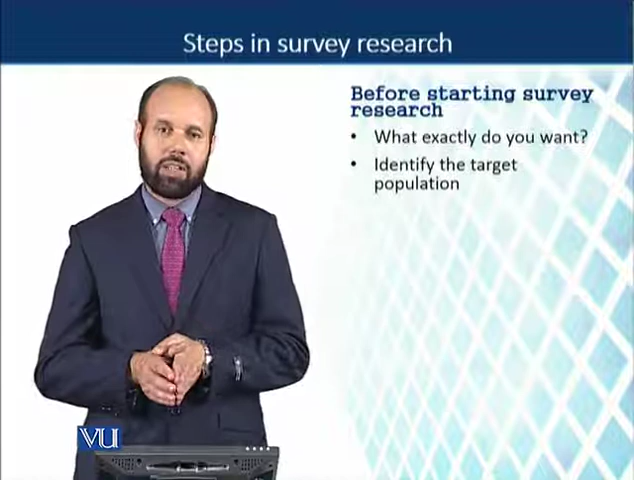 Steps in survey research
Before starting survey
research
• What exactly do you want?
• Identify the target
population
VU